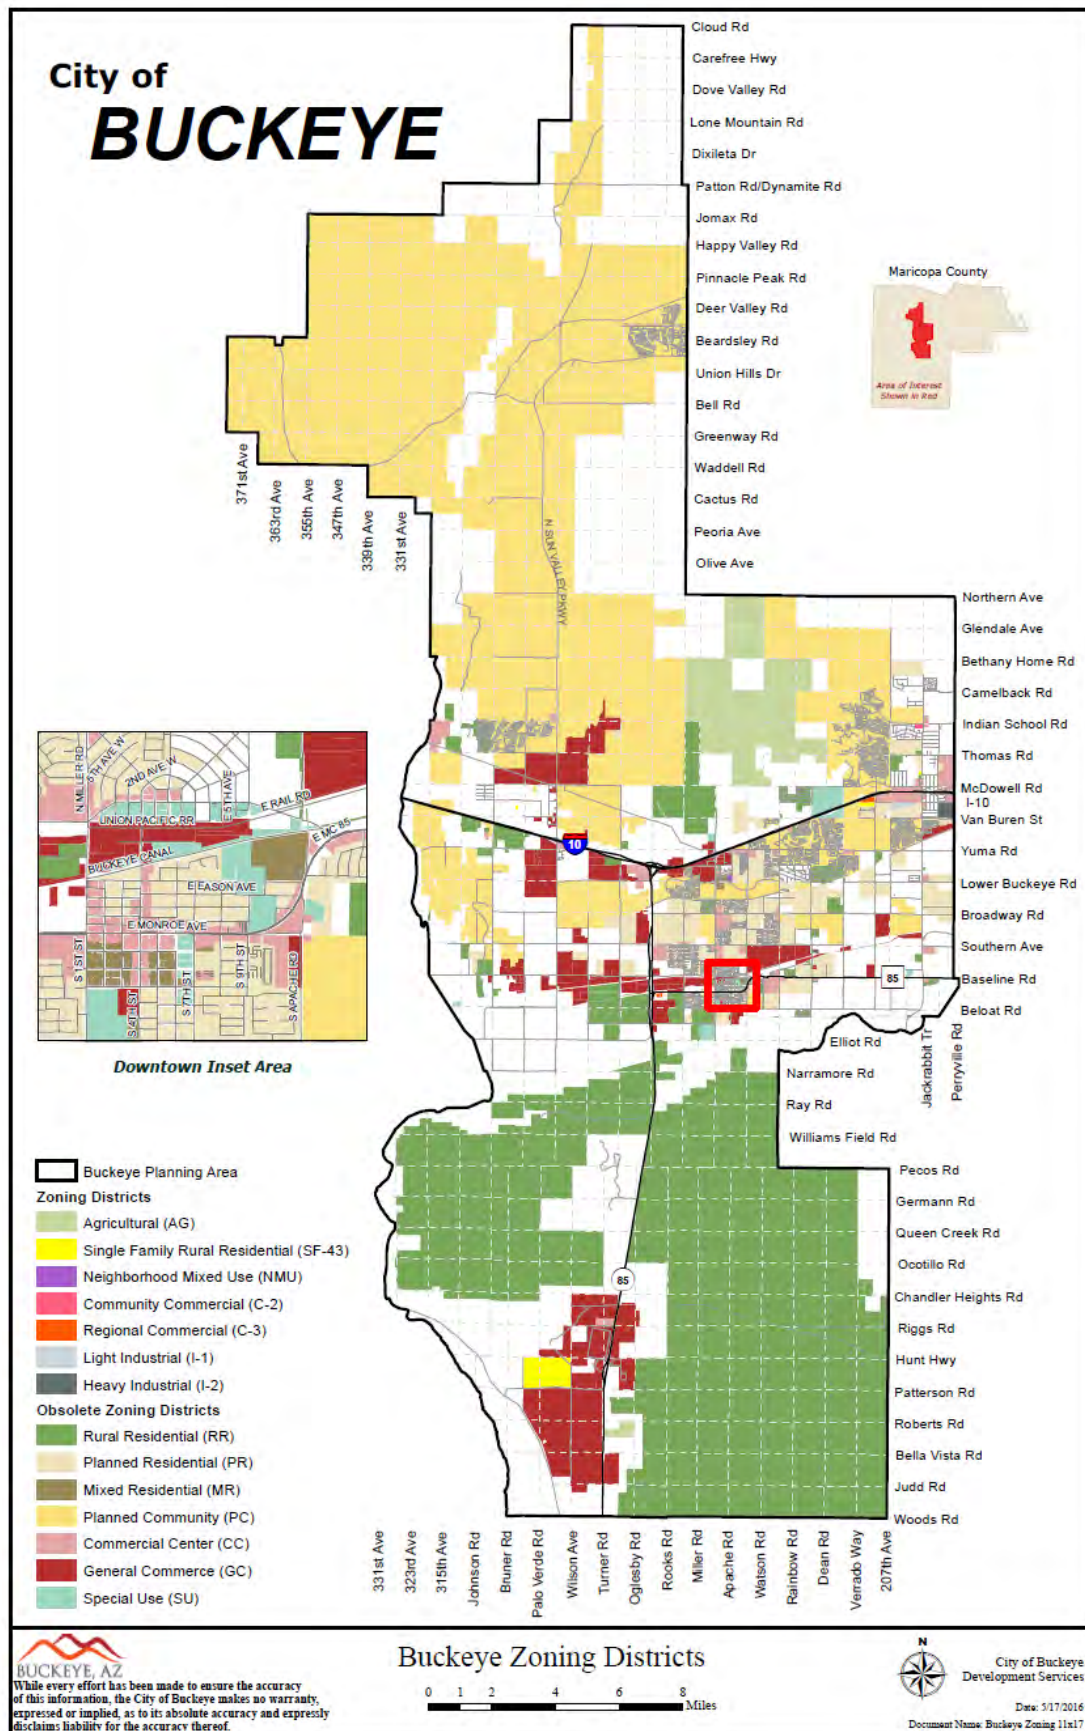 City of
BUCKEYE
Cloud Rd
Carefree Hwy
Dove Valley Rd
Lone Mountain Rd
Dixileta Dr
Patton Rd/Dynamite Rd
Jomax Rd
Happy Valley Rd
Pinnacle Peak Rd
Deer Valley Rd
Beardsley Rd
Union Hills Dr
Bell Rd
Greenway Rd
Waddell Rd
Cactus Rd
Peoria Ave
Olive Ave
Maricopa County
Area of Interest
Shown in Red
371st Ave
363rd Ave
355th Ave
347th Ave
339th Ave
331st Ave
N SUN VALLEY PKWY
Northern Ave
Glendale Ave
Bethany Home Rd
Camelback Rd
Indian School Rd
Thomas Rd
McDowell Rd
I-10
Van Buren St
Yuma Rd
Lower Buckeye Rd
Broadway Rd
Southern Ave
Baseline Rd
Beloat Rd
10
85
Elliot Rd
Jackrabbit Tr
Perryville Rd
Narramore Rd
Ray Rd
Williams Field Rd
Pecos Rd
Germann Rd
Queen Creek Rd
Ocotillo Rd
Chandler Heights Rd
Riggs Rd
Hunt Hwy
Patterson Rd
Roberts Rd
Bella Vista Rd
Judd Rd
Woods Rd
85
N MILLER RD
5TH AVE W
2ND AVE W
E 5TH AVE
E RAIL RD
UNION PACIFIC RR
E MC 85
BUCKEYE CANAL
E EASON AVE
E MONROE AVE
S 1ST ST
S 4TH ST
S 7TH ST
S 9TH ST
S APACHE RD
Downtown Inset Area
Buckeye Planning Area
Zoning Districts
Agricultural (AG)
Single Family Rural Residential (SF-43)
Neighborhood Mixed Use (NMU)
Community Commercial (C-2)
Regional Commercial (C-3)
Light Industrial (I-1)
Heavy Industrial (I-2)
Obsolete Zoning Districts
Rural Residential (RR)
Planned Residential (PR)
Mixed Residential (MR)
Planned Community (PC)
Commercial Center (CC)
General Commerce (GC)
Special Use (SU)
331st Ave
323rd Ave
315th Ave
Johnson Rd
Bruner Rd
Palo Verde Rd
Wilson Ave
Turner Rd
Oglesby Rd
Rooks Rd
Miller Rd
Apache Rd
Watson Rd
Rainbow Rd
Dean Rd
Verrado Way
207th Ave
BUCKEYE, AZ
While every effort has been made to ensure the accuracy
of this information, the City of Buckeye makes no warranty,
expressed or implied, as to its absolute accuracy and expressly
disclaims liability for the accuracy thereof.
Buckeye Zoning Districts
0 1 2 4 6 8
Miles
N
City of Buckeye
Development Services
Date: 5/17/2016
Document Name: Buckeye Zoning 11x17